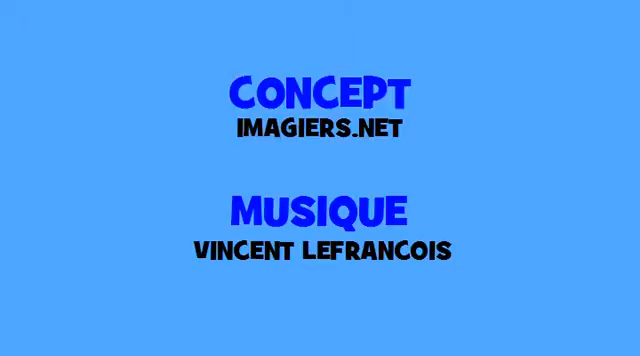 CONCEPT
IMAGIERS.NET
MUSIQUE
VINCENT LEFRANCOIS